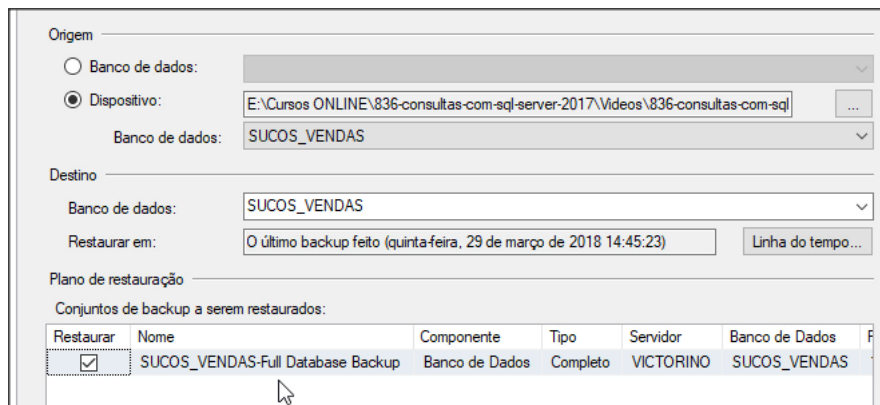 Origem
Banco de dados:
Dispositivo: E:\Cursos ONLINE\836-consultas-com-sql-server-2017\Videos\836-consultas-com-sql ...
Banco de dados: SUCOS_VENDAS
Destino
Banco de dados: SUCOS_VENDAS
Restaurar em: O último backup feito (quinta-feira, 29 de março de 2018 14:45:23) Linha do tempo...
Plano de restauração
Conjuntos de backup a serem restaurados:
Restaurar Nome Componente Tipo Servidor Banco de Dados
SUCOS_VENDAS-Full Database Backup Banco de Dados Completo VICTORINO SUCOS_VENDAS